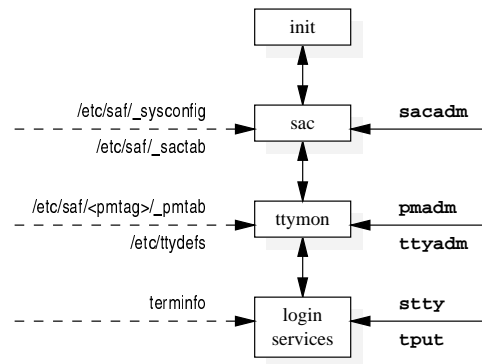 init
/etc/saf/_sysconfig
sac
sacadm
/etc/saf/_sactab
/etc/saf/<pmtag>/_pmtab
ttymon
pmadm
/etc/ttydefs
ttyadm
terminfo
login
services
stty
tput